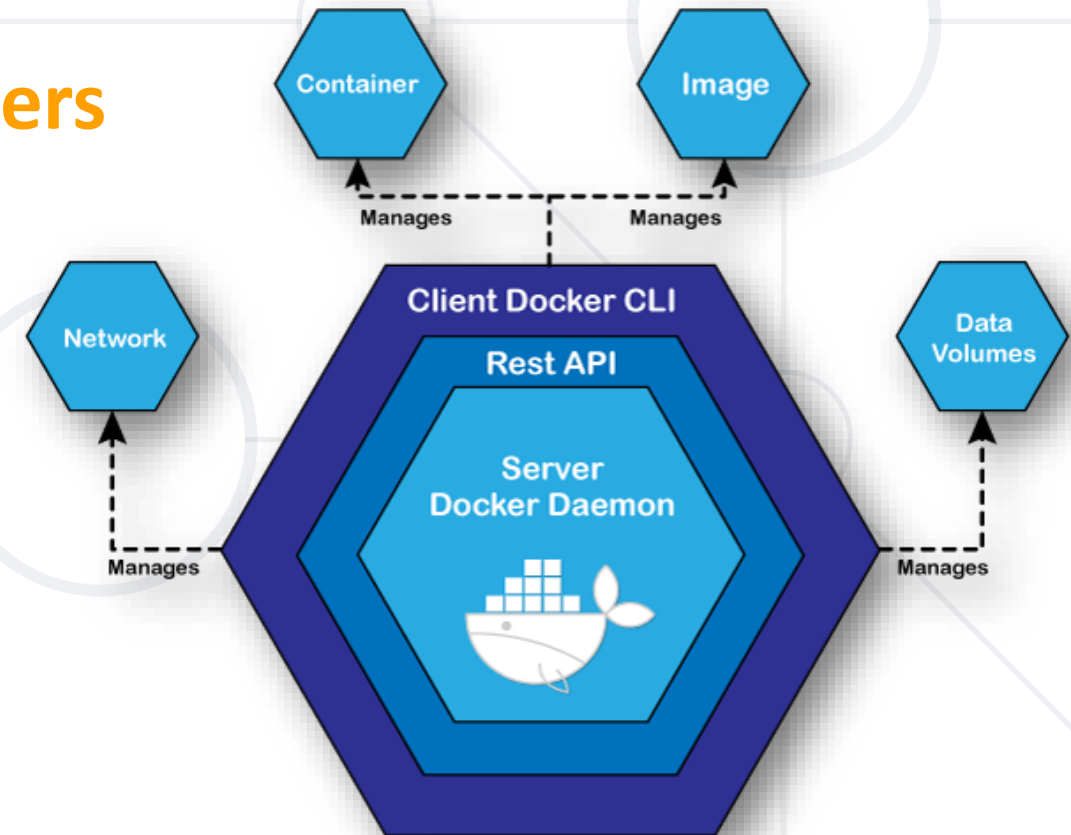 ers
Container
Image
Manages
Manages
Client Docker CLI
Network
Rest API
Data
Volumes
Server
Docker Daemon
Manages
Manages